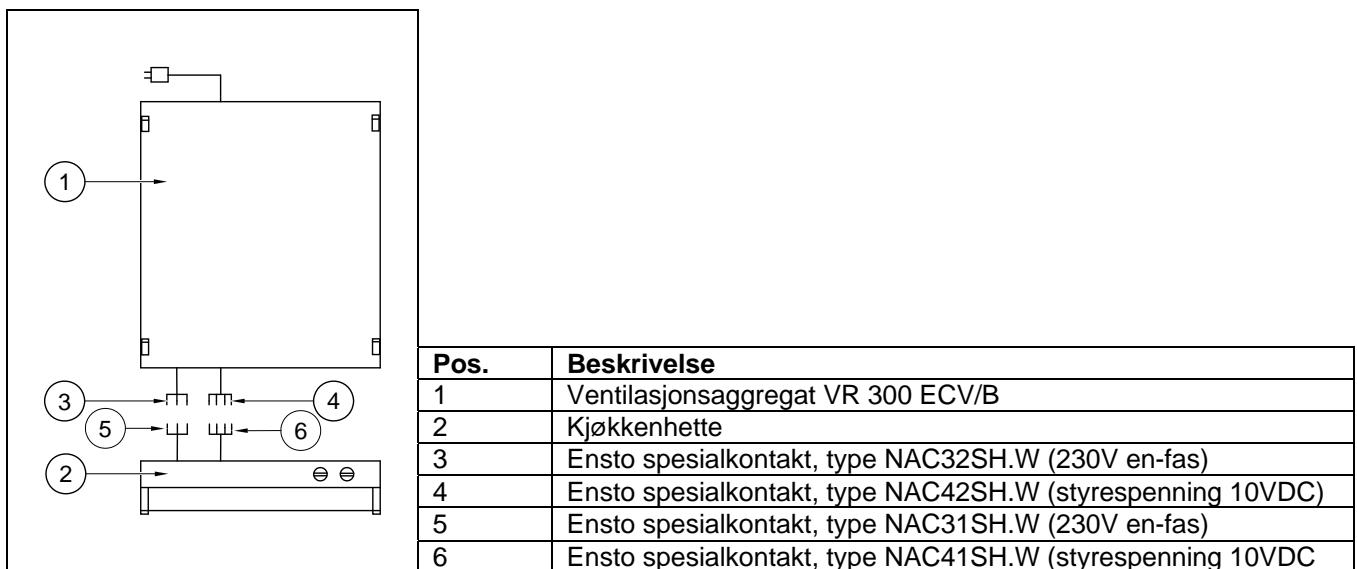 1
3
4
5
6
2
Pos. Beskrivelse
1 Ventilasjonsaggregat VR 300 ECV/B
2 Kjøkkenhette
3 Ensto spesialkontakt, type NAC32SH.W (230V en-fas)
4 Ensto spesialkontakt, type NAC42SH.W (styrespenning 10VDC)
5 Ensto spesialkontakt, type NAC31SH.W (230V en-fas)
6 Ensto spesialkontakt, type NAC41SH.W (styrespenning 10VDC